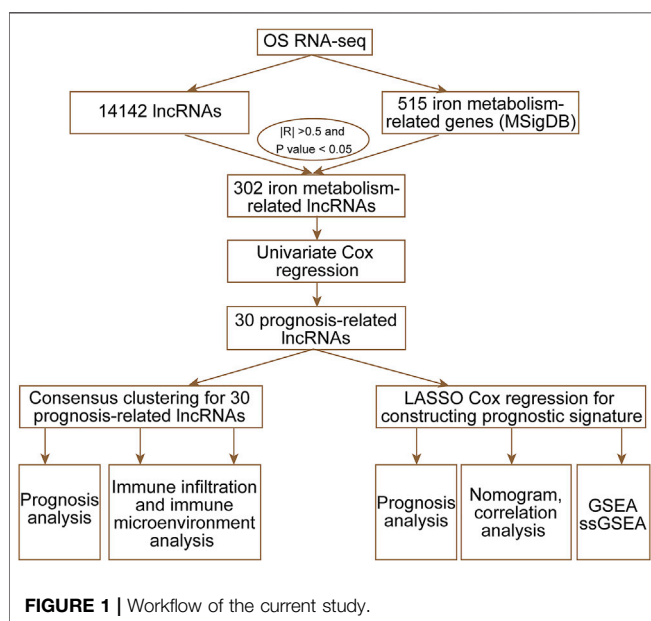 OS RNA-seq
14142 lncRNAs
515 iron metabolism-
related genes (MSigDB)
|R| >0.5 and
P value < 0.05
302 iron metabolism-
related lncRNAs
Univariate Cox
regression
30 prognosis-related
lncRNAs
Consensus clustering for 30
prognosis-related lncRNAs
LASSO Cox regression for
constructing prognostic signature
Prognosis
analysis
Immune infiltration
and immune
microenvironment
analysis
Prognosis
analysis
Nomogram,
correlation
analysis
GSEA
ssGSEA
FIGURE 1 | Workflow of the current study.